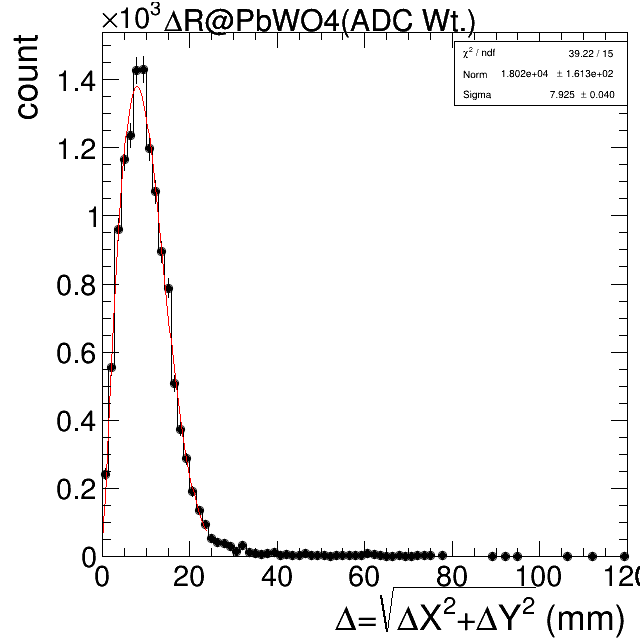 ×10³ ΔR@PbWO4(ADC Wt.)
χ² / ndf 39.22 / 15
Norm 1.802e+04 ± 1.613e+02
Sigma 7.925 ± 0.040
count
1.4
1.2
1
0.8
0.6
0.4
0.2
0
0 20 40 60 80 100 120
Δ=√ΔX²+ΔY² (mm)